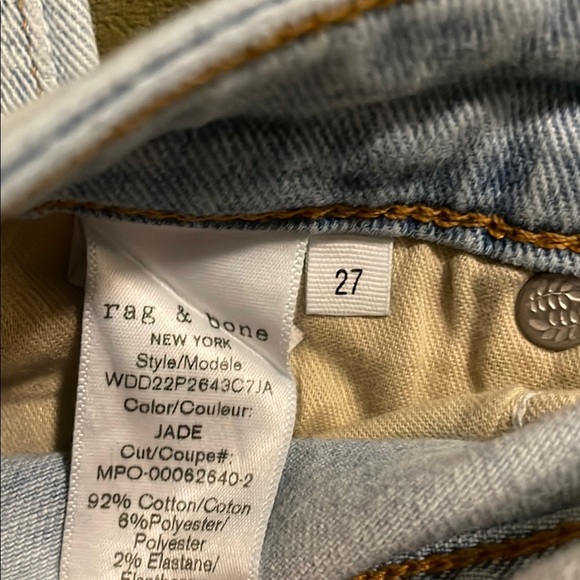 rag & bone
NEW YORK
Style/Modéle
WDD22P2643C7JA
Color/Couleur:
JADE
Cut/Coupe#:
MPO-00062640-2
92% Cotton/Coton
6%Polyester/
Polyester
2% Elastane/
27